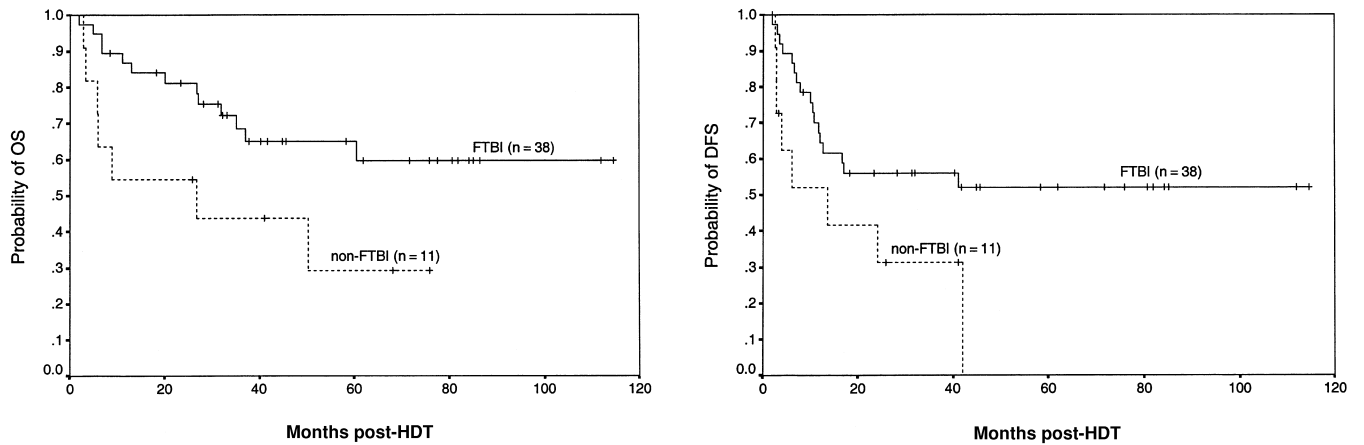 Probability of OS
1.0
.9
.8
.7
.6
.5
.4
.3
.2
.1
0.0
FTBI (n = 38)
non-FTBI (n = 11)
0 20 40 60 80 100 120
Months post-HDT
Probability of DFS
1.0
.9
.8
.7
.6
.5
.4
.3
.2
.1
0.0
FTBI (n = 38)
non-FTBI (n = 11)
0 20 40 60 80 100 120
Months post-HDT